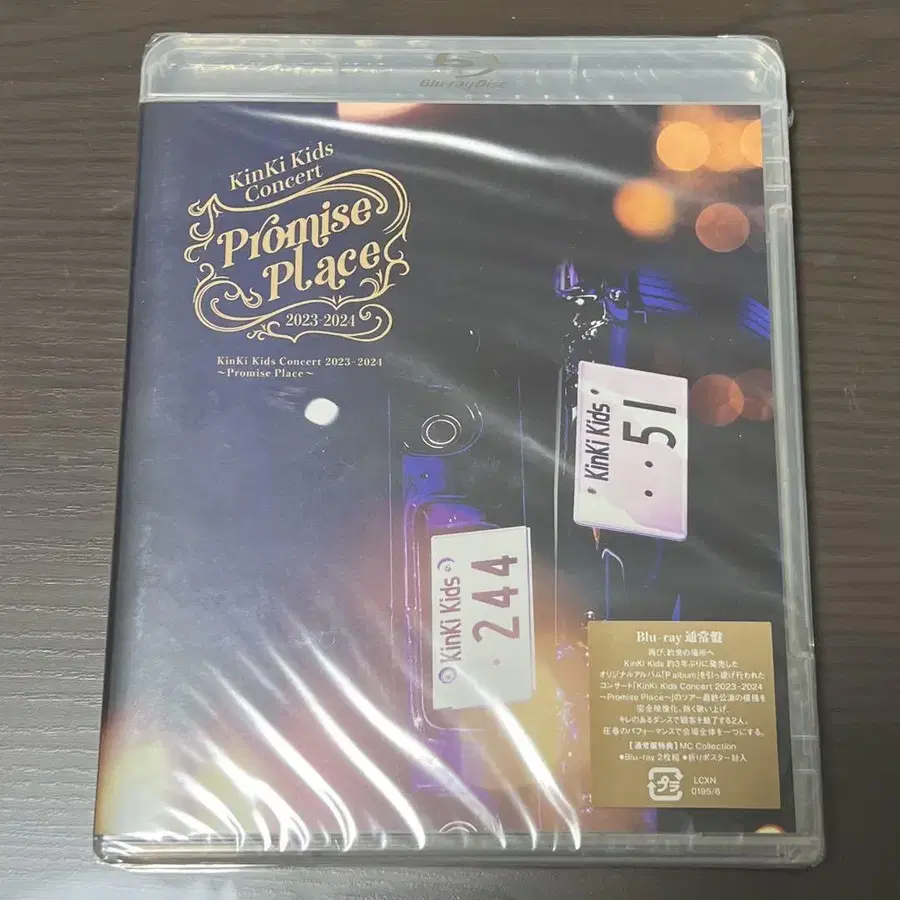 Blu-ray Disc
KinKi Kids
Concert
Promise
Place
2023-2024
KinKi Kids Concert 2023-2024
～Promise Place～
KinKi Kids
・・51
KinKi Kids
・244
Blu-ray 通常盤
再び、約束の場所へ
KinKi Kids 約3年ぶりに発売した
オリジナルアルバム「P album」を引っ提げ行われた
コンサート「KinKi Kids Concert 2023-2024
～Promise Place～」のツアー最終公演の模様を
完全映像化。熱く歌い上げ、
キレのあるダンスで観客を魅了する2人。
圧巻のパフォーマンスで会場全体を一つにする。
【通常盤特典】MC Collection
●Blu-ray 2枚組 ●折りポスター封入
プラ
LCXN
0195/6